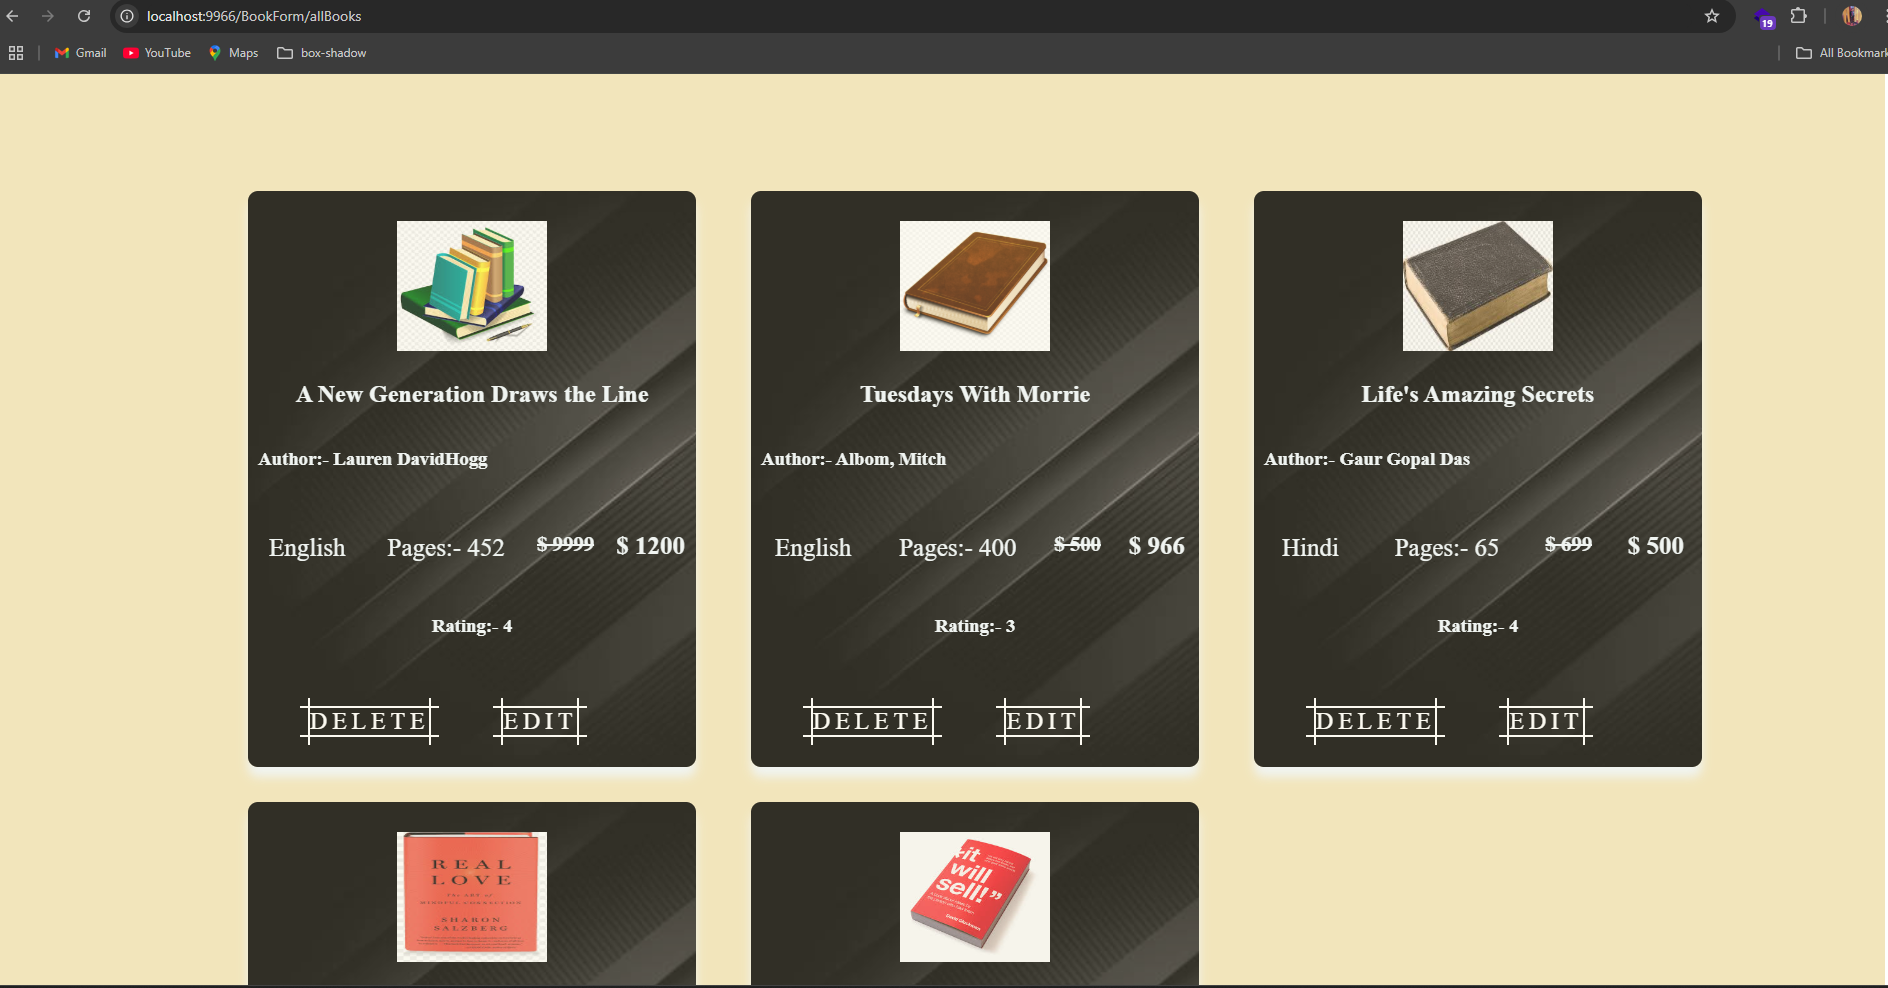 localhost:9966/BookForm/allBooks
19
Gmail YouTube Maps box-shadow All Bookmark
A New Generation Draws the Line
Author:- Lauren DavidHogg
English Pages:- 452 $ 9999 $ 1200
Rating:- 4
DELETE EDIT
Tuesdays With Morrie
Author:- Albom, Mitch
English Pages:- 400 $ 500 $ 966
Rating:- 3
DELETE EDIT
Life's Amazing Secrets
Author:- Gaur Gopal Das
Hindi Pages:- 65 $ 699 $ 500
Rating:- 4
DELETE EDIT
REAL
LOVE
SHARON
SALZBERG
it
will
sell!”